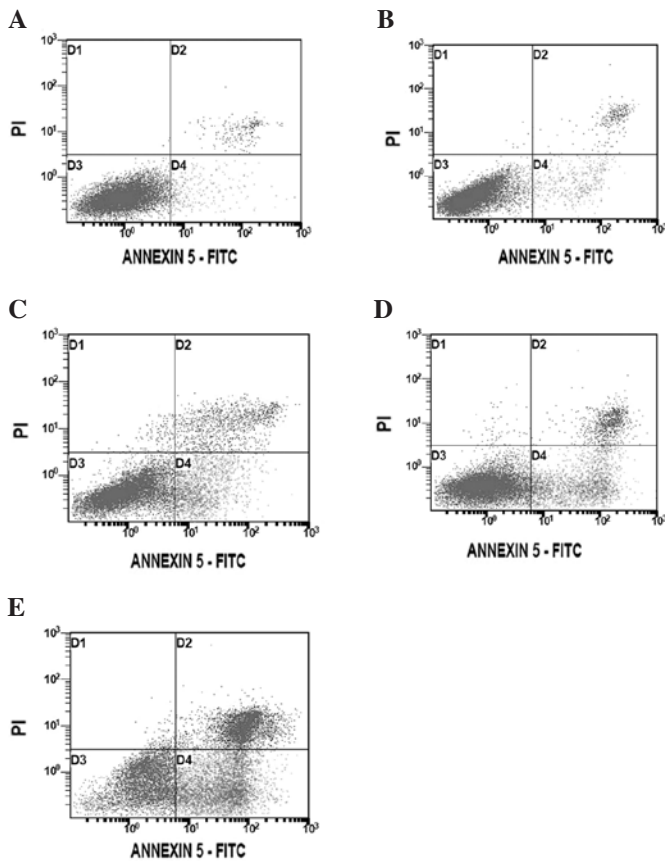 A
10³
D1
D2
10²
PI
10¹
D3
D4
10⁰
10⁰
10¹
10²
10³
ANNEXIN 5 - FITC
B
10³
D1
D2
10²
PI
10¹
D3
D4
10⁰
10⁰
10¹
10²
10³
ANNEXIN 5 - FITC
C
10³
D1
D2
10²
PI
10¹
D3
D4
10⁰
10⁰
10¹
10²
10³
ANNEXIN 5 - FITC
D
10³
D1
D2
10²
PI
10¹
D3
D4
10⁰
10⁰
10¹
10²
10³
ANNEXIN 5 - FITC
E
10³
D1
D2
10²
PI
10¹
D3
D4
10⁰
10⁰
10¹
10²
10³
ANNEXIN 5 - FITC